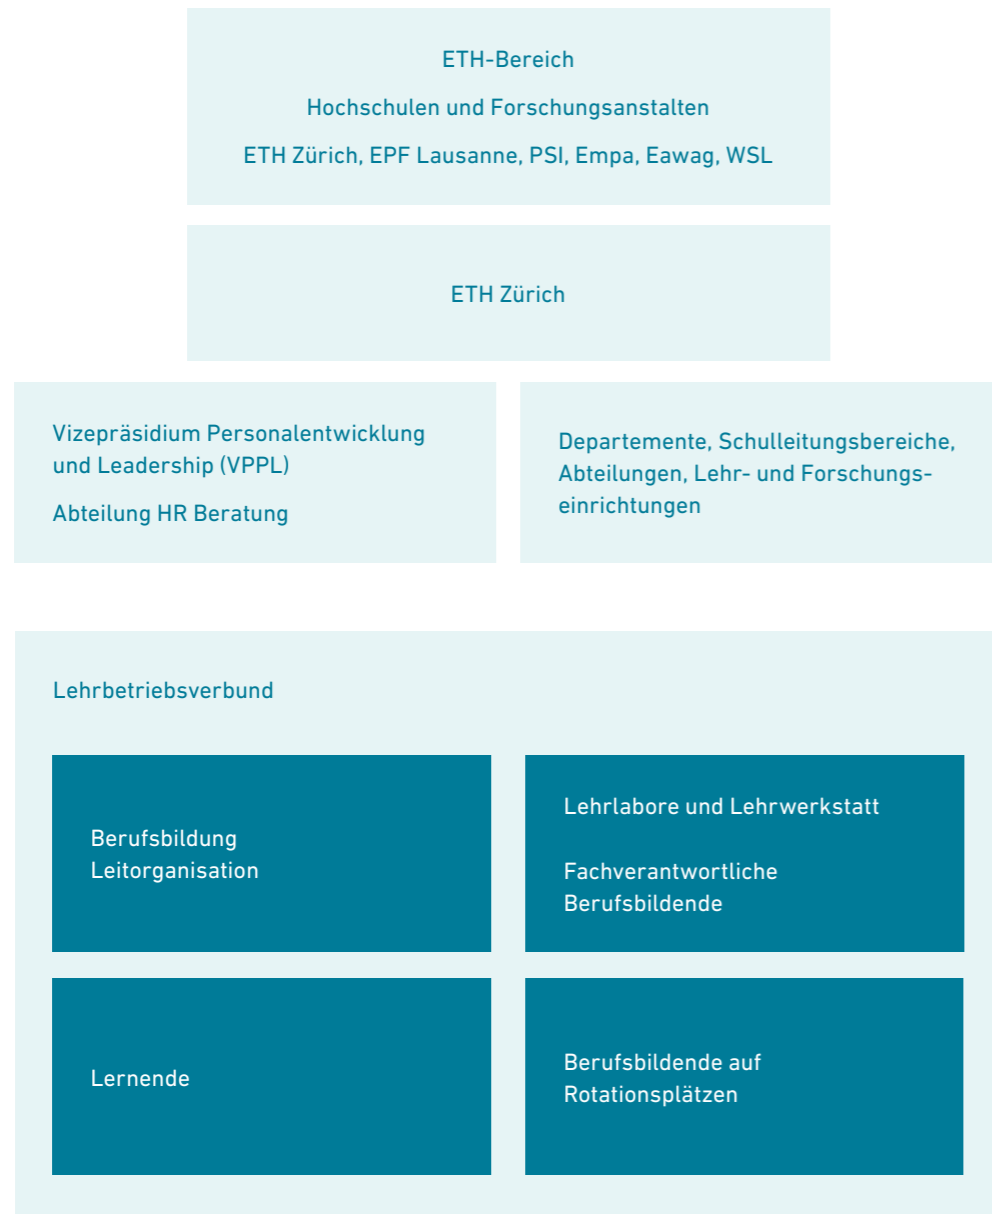 ETH-Bereich
Hochschulen und Forschungsanstalten
ETH Zürich, EPF Lausanne, PSI, Empa, Eawag, WSL
ETH Zürich
Vizepräsidium Personalentwicklung
und Leadership (VPPL)
Abteilung HR Beratung
Departemente, Schulleitungsbereiche,
Abteilungen, Lehr- und Forschungs-
einrichtungen
Lehrbetriebsverbund
Berufsbildung
Leitorganisation
Lehrlabore und Lehrwerkstatt
Fachverantwortliche
Berufsbildende
Lernende
Berufsbildende auf
Rotationsplätzen